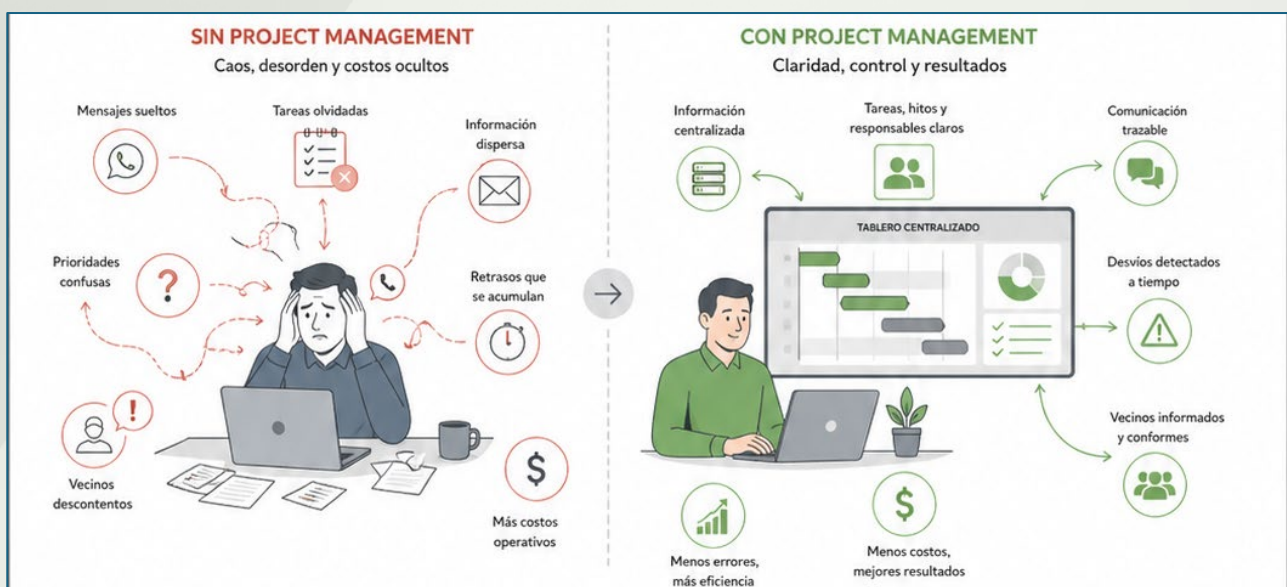 SIN PROJECT MANAGEMENT
Caos, desorden y costos ocultos
Mensajes sueltos
Tareas olvidadas
Información
dispersa
Prioridades
confusas
?
Retrasos que
se acumulan
!
Vecinos
descontentos
$
Más costos
operativos
CON PROJECT MANAGEMENT
Claridad, control y resultados
Información
centralizada
Tareas, hitos y
responsables claros
Comunicación
trazable
TABLERO CENTRALIZADO
Desvíos detectados
a tiempo
Vecinos informados
y conformes
Menos errores,
más eficiencia
$
Menos costos,
mejores resultados